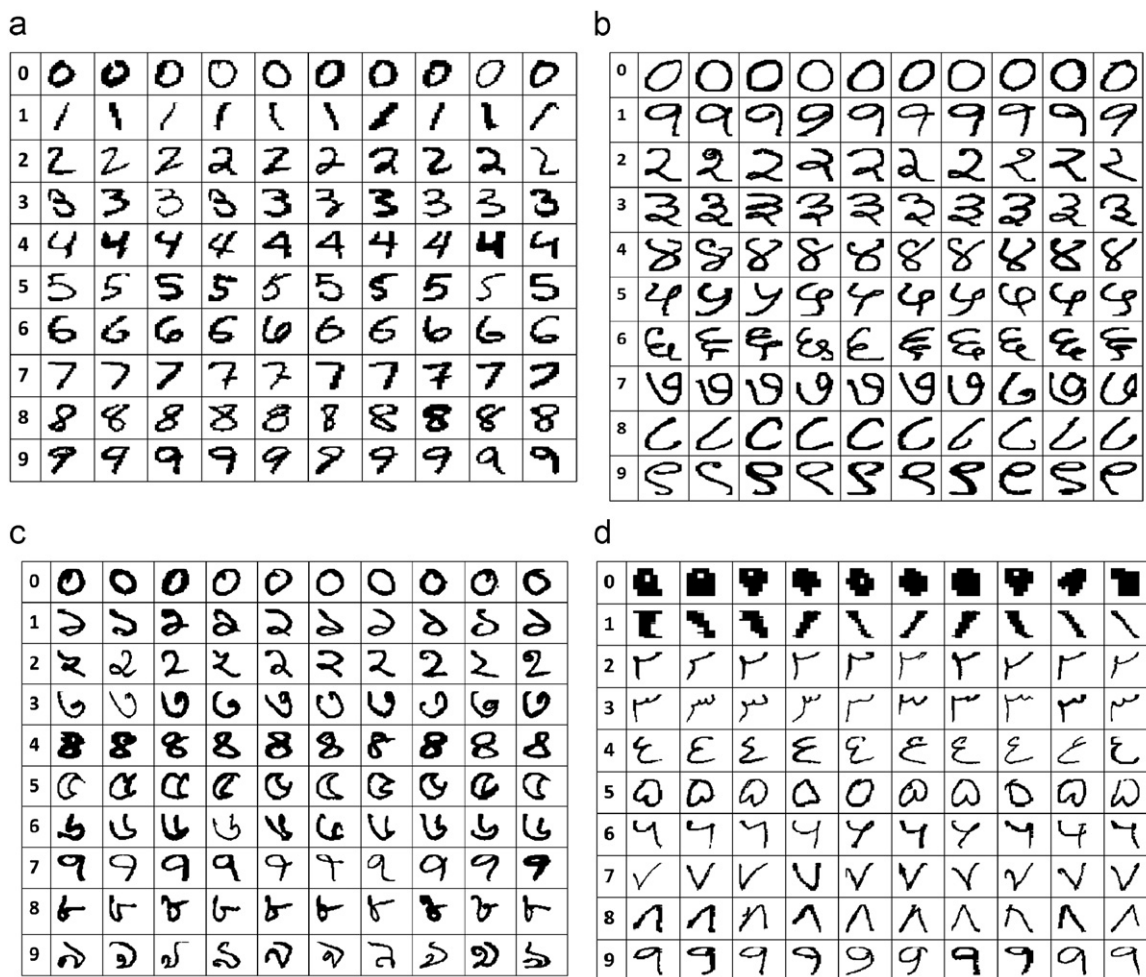 a
0 0 0 0 0 0 0 0 0 0 0
1 1 1 1 1 1 1 1 1 1 1
2 2 2 2 2 2 2 2 2 2 2
3 3 3 3 3 3 3 3 3 3 3
4 4 4 4 4 4 4 4 4 4 4
5 5 5 5 5 5 5 5 5 5 5
6 6 6 6 6 6 6 6 6 6 6
7 7 7 7 7 7 7 7 7 7 7
8 8 8 8 8 8 8 8 8 8 8
9 9 9 9 9 9 9 9 9 9 9
b
0 ० ० ० ० ० ० ० ० ० ०
1 १ १ १ १ १ १ १ १ १ १
2 २ २ २ २ २ २ २ २ २ २
3 ३ ३ ३ ३ ३ ३ ३ ३ ३ ३
4 ४ ४ ४ ४ ४ ४ ४ ४ ४ ४
5 ५ ५ ५ ५ ५ ५ ५ ५ ५ ५
6 ६ ६ ६ ६ ६ ६ ६ ६ ६ ६
7 ७ ७ ७ ७ ७ ७ ७ ७ ७ ७
8 ८ ८ ८ ८ ८ ८ ८ ८ ८ ८
9 ९ ९ ९ ९ ९ ९ ९ ९ ९ ९
c
0 ০ ০ ০ ০ ০ ০ ০ ০ ০ ০
1 ১ ১ ১ ১ ১ ১ ১ ১ ১ ১
2 ২ ২ ২ ২ ২ ২ ২ ২ ২ ২
3 ৩ ৩ ৩ ৩ ৩ ৩ ৩ ৩ ৩ ৩
4 ৪ ৪ ৪ ৪ ৪ ৪ ৪ ৪ ৪ ৪
5 ৫ ৫ ৫ ৫ ৫ ৫ ৫ ৫ ৫ ৫
6 ৬ ৬ ৬ ৬ ৬ ৬ ৬ ৬ ৬ ৬
7 ৭ ৭ ৭ ৭ ৭ ৭ ৭ ৭ ৭ ৭
8 ৮ ৮ ৮ ৮ ৮ ৮ ৮ ৮ ৮ ৮
9 ৯ ৯ ৯ ৯ ৯ ৯ ৯ ৯ ৯ ৯
d
0 ۰ ۰ ۰ ۰ ۰ ۰ ۰ ۰ ۰ ۰
1 ۱ ۱ ۱ ۱ ۱ ۱ ۱ ۱ ۱ ۱
2 ۲ ۲ ۲ ۲ ۲ ۲ ۲ ۲ ۲ ۲
3 ۳ ۳ ۳ ۳ ۳ ۳ ۳ ۳ ۳ ۳
4 ٤ ٤ ٤ ٤ ٤ ٤ ٤ ٤ ٤ ٤
5 ۵ ۵ ۵ ۵ ۵ ۵ ۵ ۵ ۵ ۵
6 ۶ ۶ ۶ ۶ ۶ ۶ ۶ ۶ ۶ ۶
7 ۷ ۷ ۷ ۷ ۷ ۷ ۷ ۷ ۷ ۷
8 ۸ ۸ ۸ ۸ ۸ ۸ ۸ ۸ ۸ ۸
9 ۹ ۹ ۹ ۹ ۹ ۹ ۹ ۹ ۹ ۹